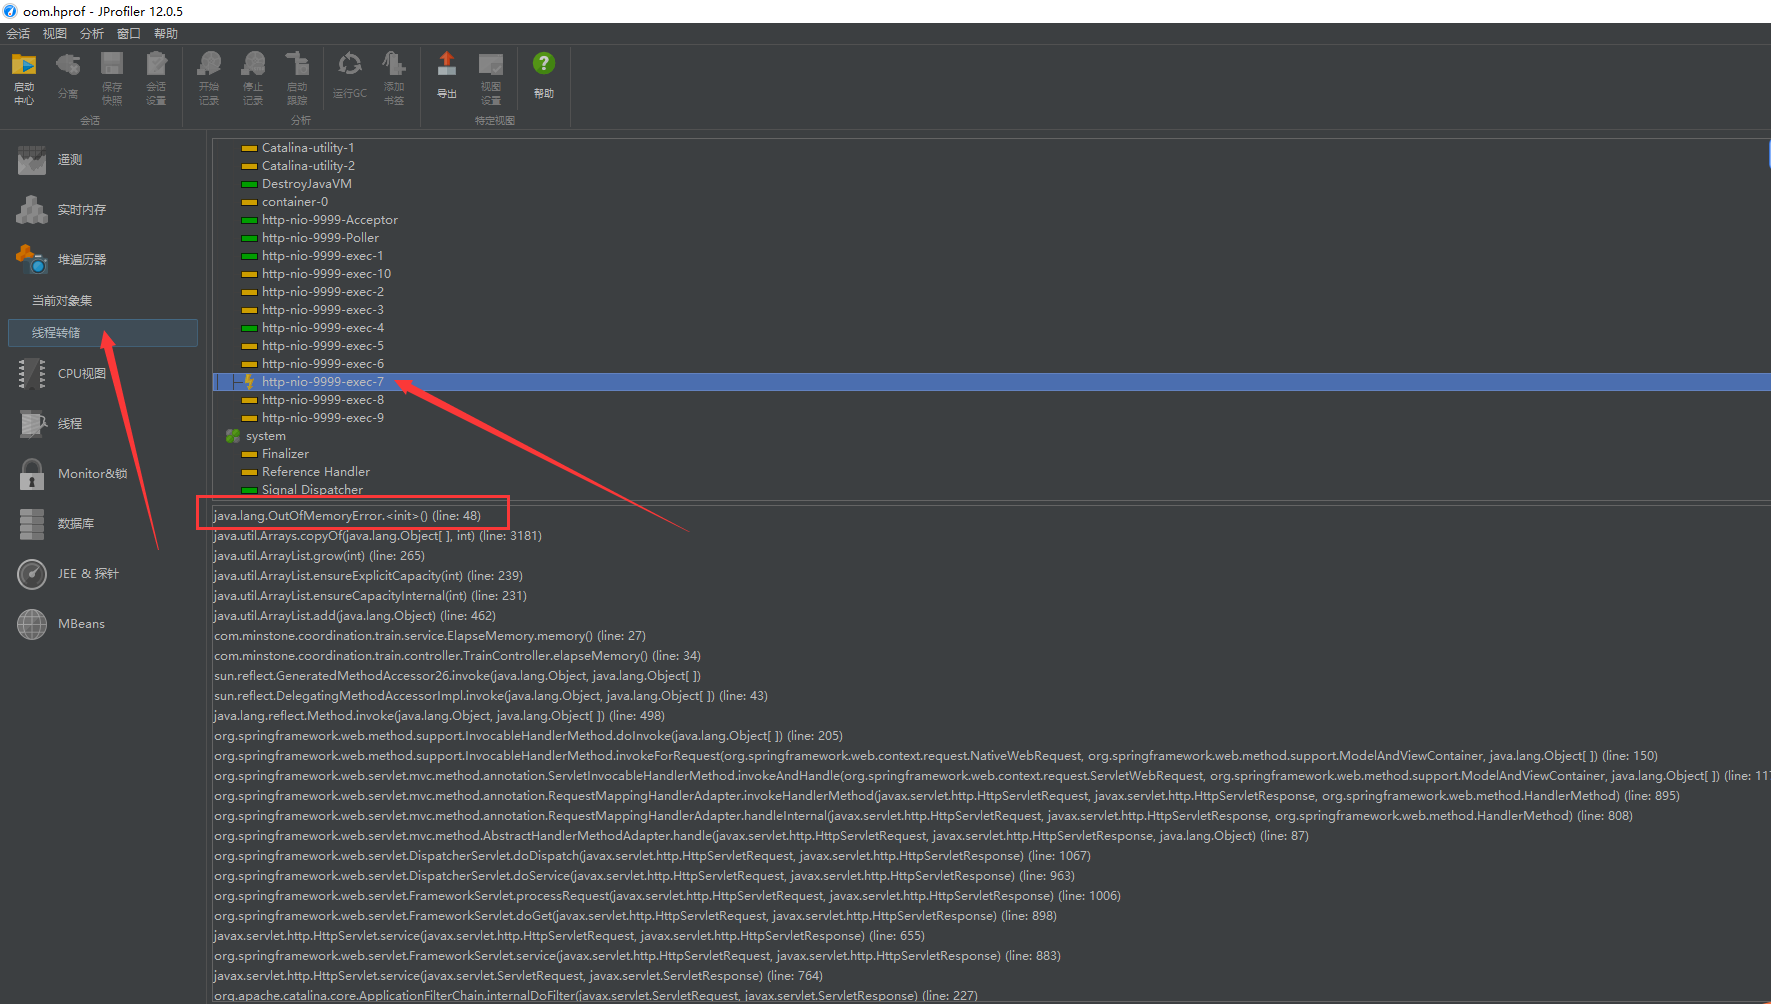 oom.hprof - JProfiler 12.0.5
会话 视图 分析 窗口 帮助
启动中心 分离 保存快照 会话设置 开始记录 停止记录 启动跟踪 运行GC 添加书签 导出 视图设置 帮助
会话 分析 特定视图
遥测
实时内存
堆遍历器
当前对象集
线程转储
CPU视图
线程
Monitor&锁
数据库
JEE & 探针
MBeans
Catalina-utility-1
Catalina-utility-2
DestroyJavaVM
container-0
http-nio-9999-Acceptor
http-nio-9999-Poller
http-nio-9999-exec-1
http-nio-9999-exec-10
http-nio-9999-exec-2
http-nio-9999-exec-3
http-nio-9999-exec-4
http-nio-9999-exec-5
http-nio-9999-exec-6
http-nio-9999-exec-7
http-nio-9999-exec-8
http-nio-9999-exec-9
system
Finalizer
Reference Handler
Signal Dispatcher
java.lang.OutOfMemoryError.<init>() (line: 48)
java.util.Arrays.copyOf(java.lang.Object[ ], int) (line: 3181)
java.util.ArrayList.grow(int) (line: 265)
java.util.ArrayList.ensureExplicitCapacity(int) (line: 239)
java.util.ArrayList.ensureCapacityInternal(int) (line: 231)
java.util.ArrayList.add(java.lang.Object) (line: 462)
com.minstone.coordination.train.service.ElapseMemory.memory() (line: 27)
com.minstone.coordination.train.controller.TrainController.elapseMemory() (line: 34)
sun.reflect.GeneratedMethodAccessor26.invoke(java.lang.Object, java.lang.Object[ ])
sun.reflect.DelegatingMethodAccessorImpl.invoke(java.lang.Object, java.lang.Object[ ]) (line: 43)
java.lang.reflect.Method.invoke(java.lang.Object, java.lang.Object[ ]) (line: 498)
org.springframework.web.method.support.InvocableHandlerMethod.doInvoke(java.lang.Object[ ]) (line: 205)
org.springframework.web.method.support.InvocableHandlerMethod.invokeForRequest(org.springframework.web.context.request.NativeWebRequest, org.springframework.web.method.support.ModelAndViewContainer, java.lang.Object[ ]) (line: 150)
org.springframework.web.servlet.mvc.method.annotation.ServletInvocableHandlerMethod.invokeAndHandle(org.springframework.web.context.request.ServletWebRequest, org.springframework.web.method.support.ModelAndViewContainer, java.lang.Object[ ]) (line: 117
org.springframework.web.servlet.mvc.method.annotation.RequestMappingHandlerAdapter.invokeHandlerMethod(javax.servlet.http.HttpServletRequest, javax.servlet.http.HttpServletResponse, org.springframework.web.method.HandlerMethod) (line: 895)
org.springframework.web.servlet.mvc.method.annotation.RequestMappingHandlerAdapter.handleInternal(javax.servlet.http.HttpServletRequest, javax.servlet.http.HttpServletResponse, org.springframework.web.method.HandlerMethod) (line: 808)
org.springframework.web.servlet.mvc.method.AbstractHandlerMethodAdapter.handle(javax.servlet.http.HttpServletRequest, javax.servlet.http.HttpServletResponse, java.lang.Object) (line: 87)
org.springframework.web.servlet.DispatcherServlet.doDispatch(javax.servlet.http.HttpServletRequest, javax.servlet.http.HttpServletResponse) (line: 1067)
org.springframework.web.servlet.DispatcherServlet.doService(javax.servlet.http.HttpServletRequest, javax.servlet.http.HttpServletResponse) (line: 963)
org.springframework.web.servlet.FrameworkServlet.processRequest(javax.servlet.http.HttpServletRequest, javax.servlet.http.HttpServletResponse) (line: 1006)
org.springframework.web.servlet.FrameworkServlet.doGet(javax.servlet.http.HttpServletRequest, javax.servlet.http.HttpServletResponse) (line: 898)
javax.servlet.http.HttpServlet.service(javax.servlet.http.HttpServletRequest, javax.servlet.http.HttpServletResponse) (line: 655)
org.springframework.web.servlet.FrameworkServlet.service(javax.servlet.http.HttpServletRequest, javax.servlet.http.HttpServletResponse) (line: 883)
javax.servlet.http.HttpServlet.service(javax.servlet.ServletRequest, javax.servlet.ServletResponse) (line: 764)
org.apache.catalina.core.ApplicationFilterChain.internalDoFilter(javax.servlet.ServletRequest, javax.servlet.ServletResponse) (line: 227)